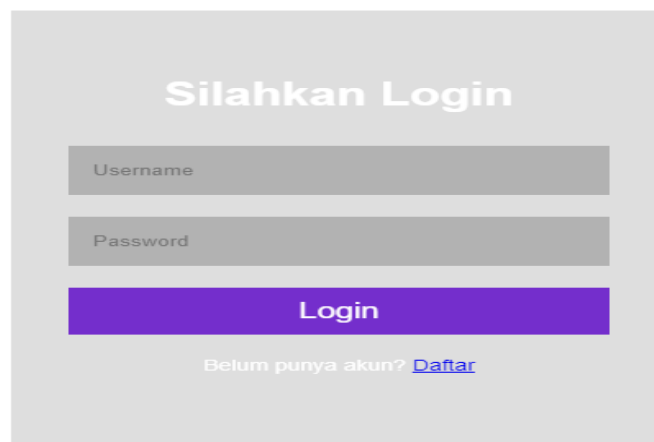 Silahkan Login
Username
Password
Login
Belum punya akun? Daftar